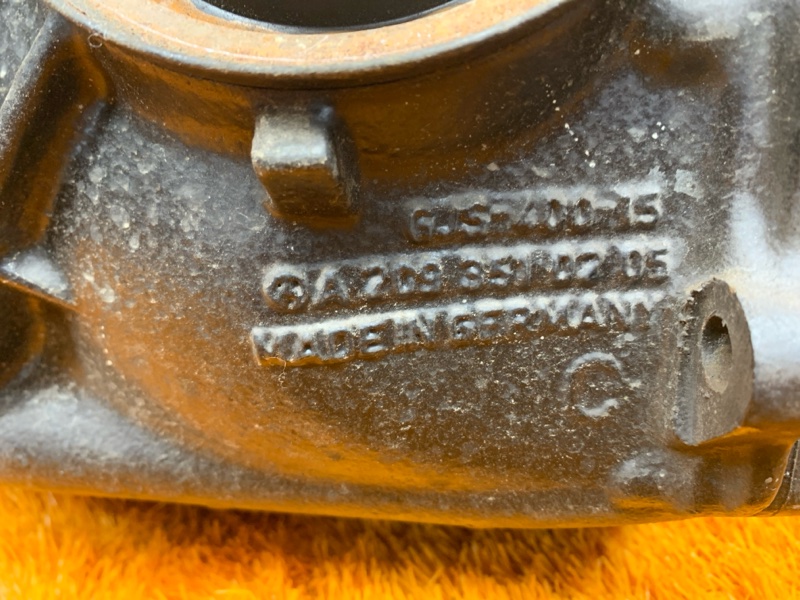 GJS-400-15
A 209 351 02 05
MADE IN GERMANY
C